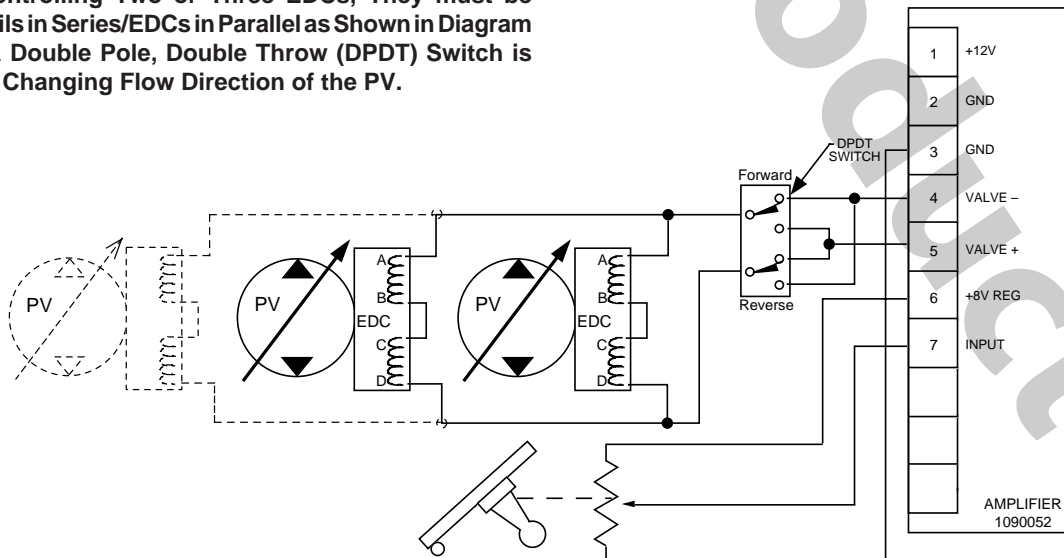 ontrolling Two or Three EDCs, They must be
ils in Series/EDCs in Parallel as Shown in Diagram
Double Pole, Double Throw (DPDT) Switch is
Changing Flow Direction of the PV.
1 +12V
2 GND
3 GND
4 VALVE –
5 VALVE +
6 +8V REG
7 INPUT
AMPLIFIER
1090052
DPDT
SWITCH
Forward
Reverse
PV
PV
A
B
EDC
C
D
PV
A
B
EDC
C
D
oduct